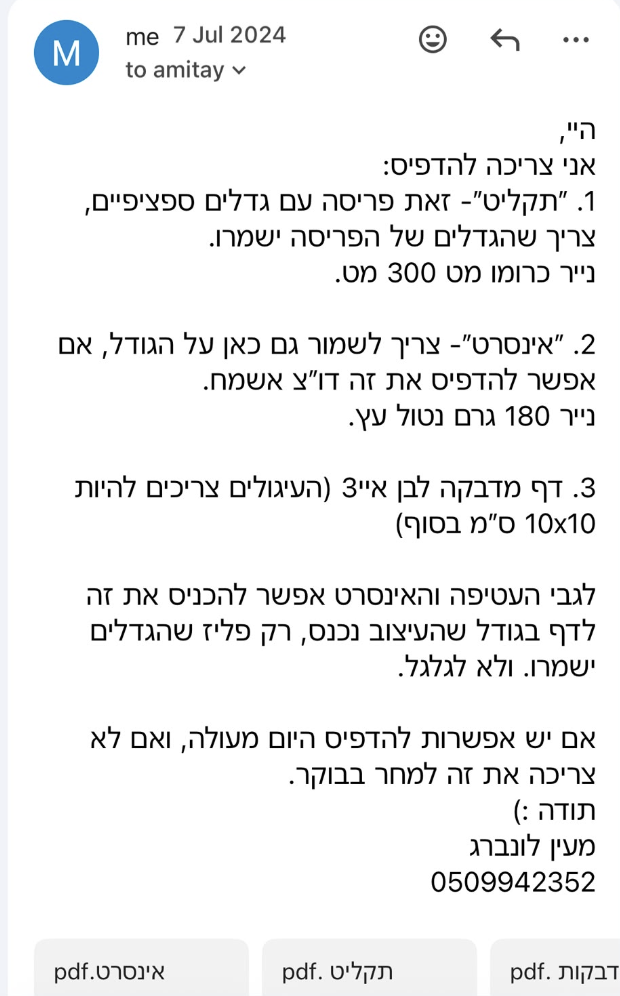 M
me 7 Jul 2024
to amitay
היי,
אני צריכה להדפיס:
1. ״תקליט״- זאת פריסה עם גדלים ספציפיים,
צריך שהגדלים של הפריסה ישמרו.
נייר כרומו מט 300 מט.
2. ״אינסרט״- צריך לשמור גם כאן על הגודל, אם
אפשר להדפיס את זה דו״צ אשמח.
נייר 180 גרם נטול עץ.
3. דף מדבקה לבן איי3 (העיגולים צריכים להיות
10x10 ס״מ בסוף)
לגבי העטיפה והאינסרט אפשר להכניס את זה
לדף בגודל שהעיצוב נכנס, רק פליז שהגדלים
ישמרו. ולא לגלגל.
אם יש אפשרות להדפיס היום מעולה, ואם לא
צריכה את זה למחר בבוקר.
תודה :)
מעין לונברג
0509942352
אינסרט.pdf
תקליט .pdf
דבקות .pdf